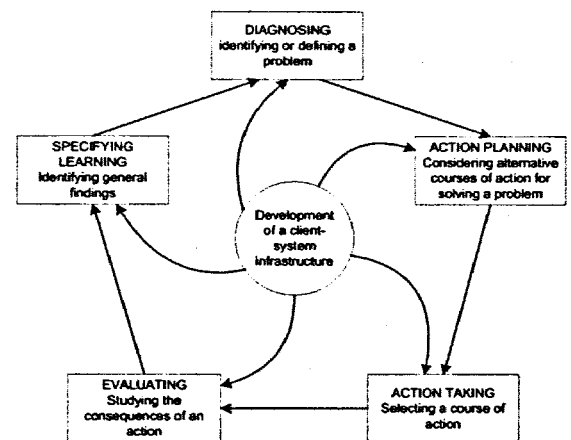 DIAGNOSING
identifying or defining a
problem
ACTION PLANNING
Considering alternative
courses of action for
solving a problem
SPECIFYING
LEARNING
Identifying general
findings
Development
of a client-
system
infrastructure
EVALUATING
Studying the
consequences of an
action
ACTION TAKING
Selecting a course of
action